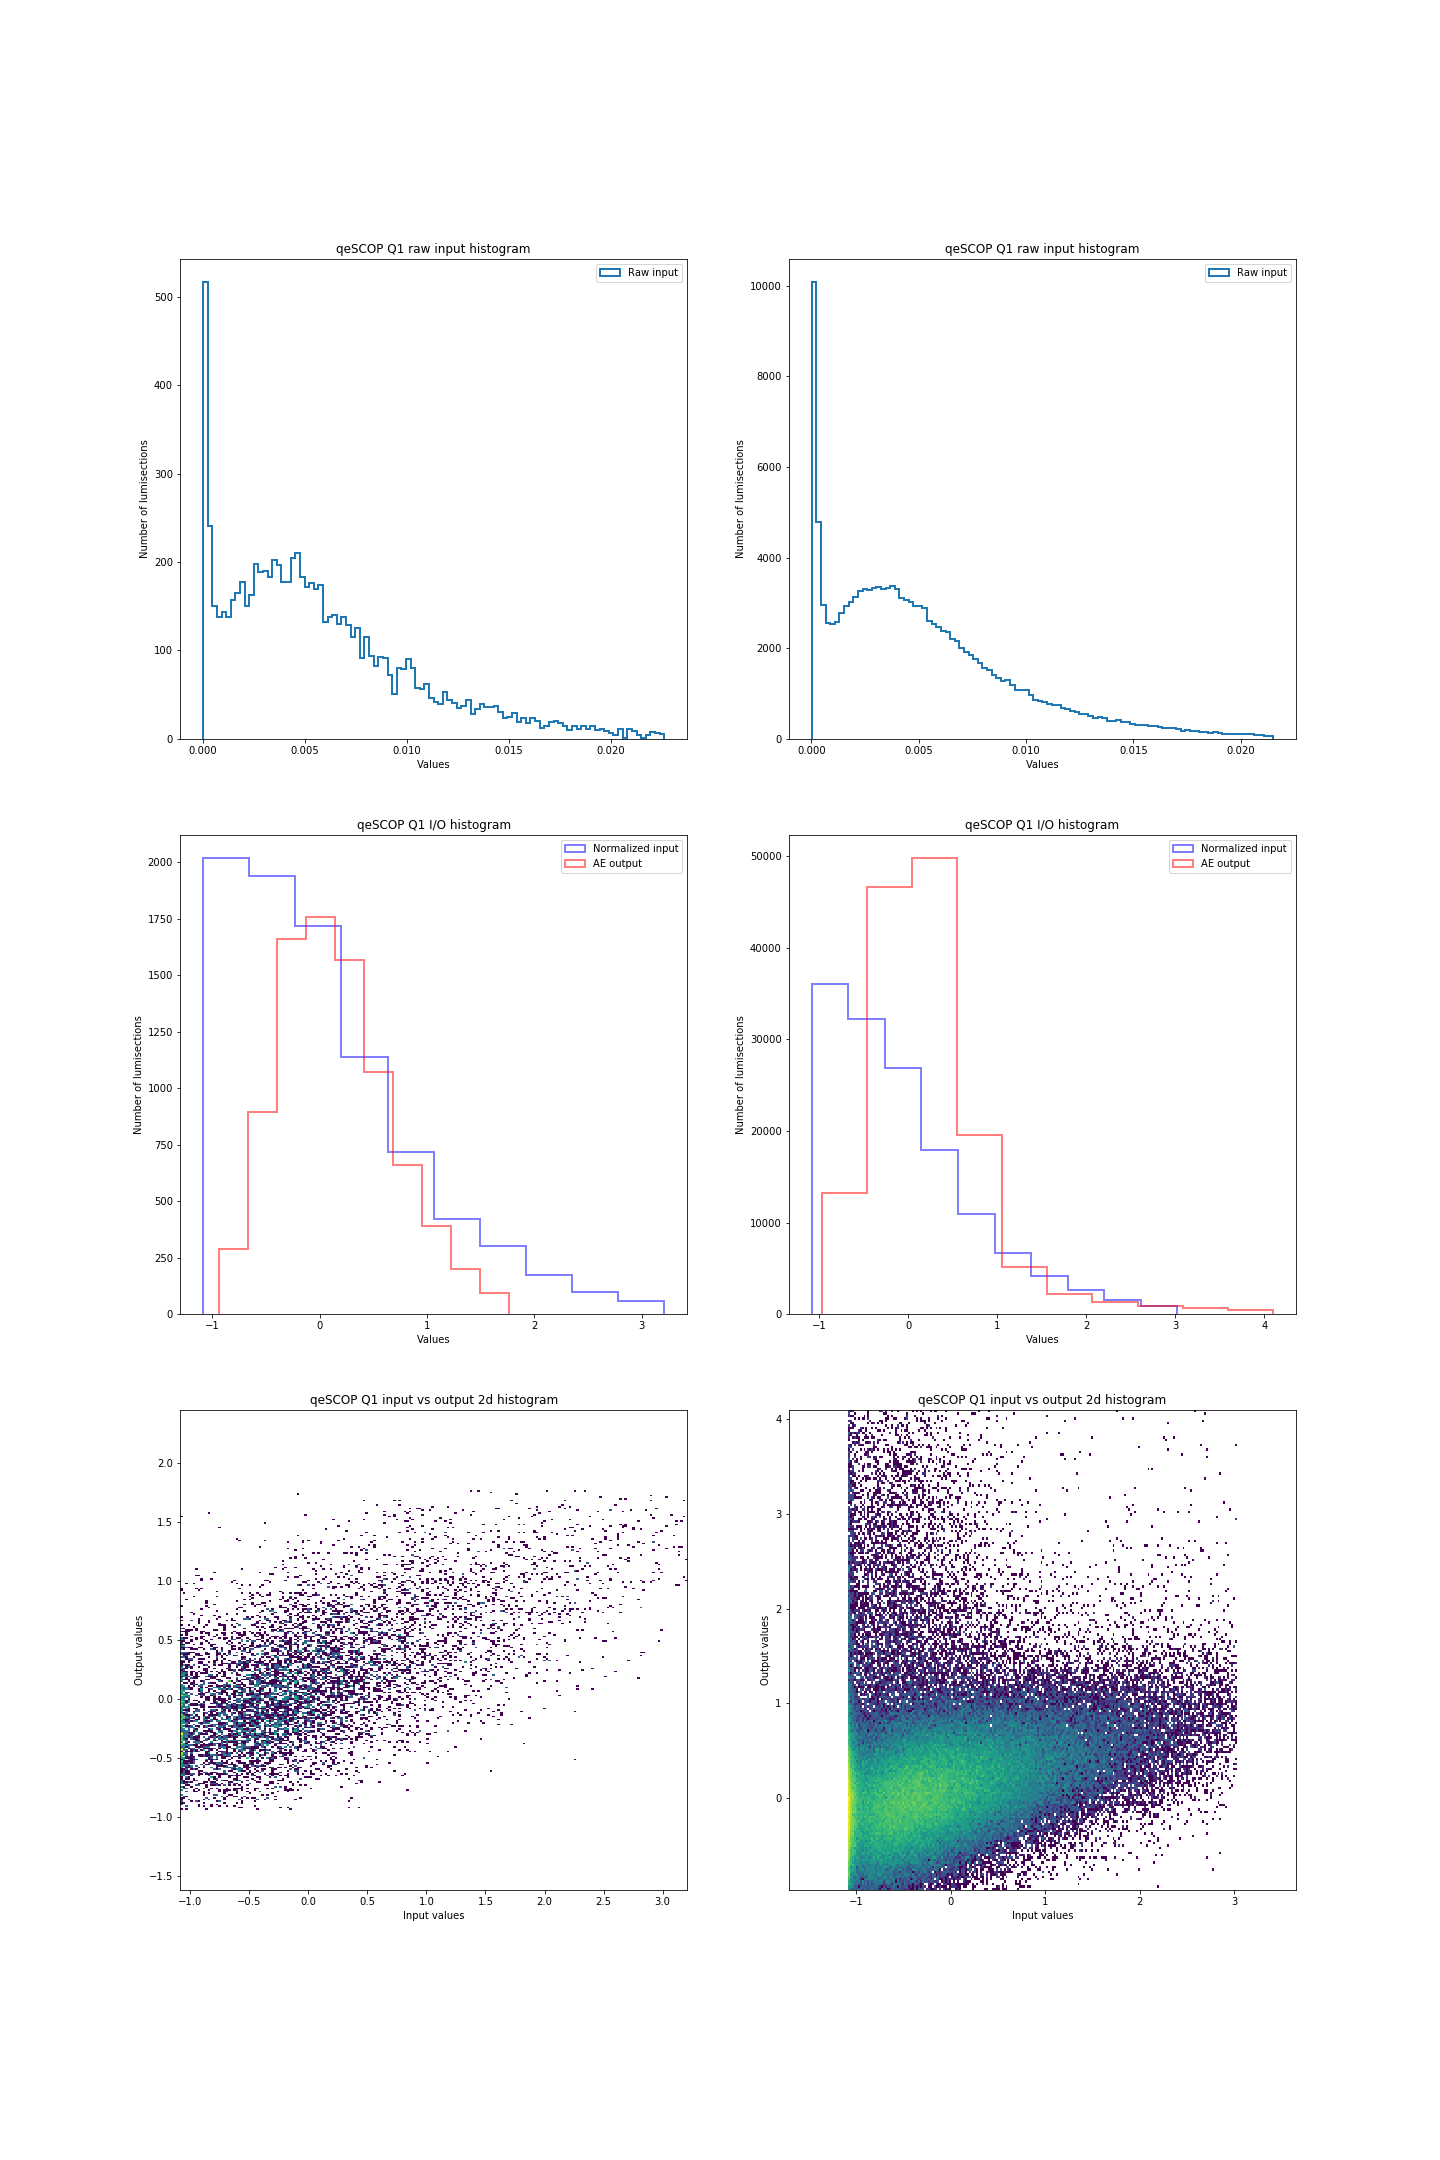 qeSCOP Q1 raw input histogram
Raw input
Number of lumisections
500
400
300
200
100
0
0.000 0.005 0.010 0.015 0.020
Values
qeSCOP Q1 raw input histogram
Raw input
Number of lumisections
10000
8000
6000
4000
2000
0
0.000 0.005 0.010 0.015 0.020
Values
qeSCOP Q1 I/O histogram
Normalized input
AE output
Number of lumisections
2000
1750
1500
1250
1000
750
500
250
0
−1 0 1 2 3
Values
qeSCOP Q1 I/O histogram
Normalized input
AE output
Number of lumisections
50000
40000
30000
20000
10000
0
−1 0 1 2 3 4
Values
qeSCOP Q1 input vs output 2d histogram
Output values
2.0
1.5
1.0
0.5
0.0
−0.5
−1.0
−1.5
−1.0 −0.5 0.0 0.5 1.0 1.5 2.0 2.5 3.0
Input values
qeSCOP Q1 input vs output 2d histogram
Output values
4
3
2
1
0
−1 0 1 2 3
Input values